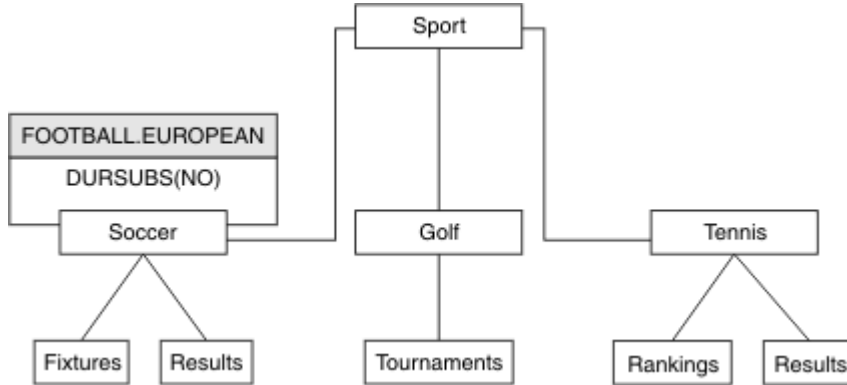 Sport
FOOTBALL.EUROPEAN
DURSUBS(NO)
Soccer
Golf
Tennis
Fixtures
Results
Tournaments
Rankings
Results